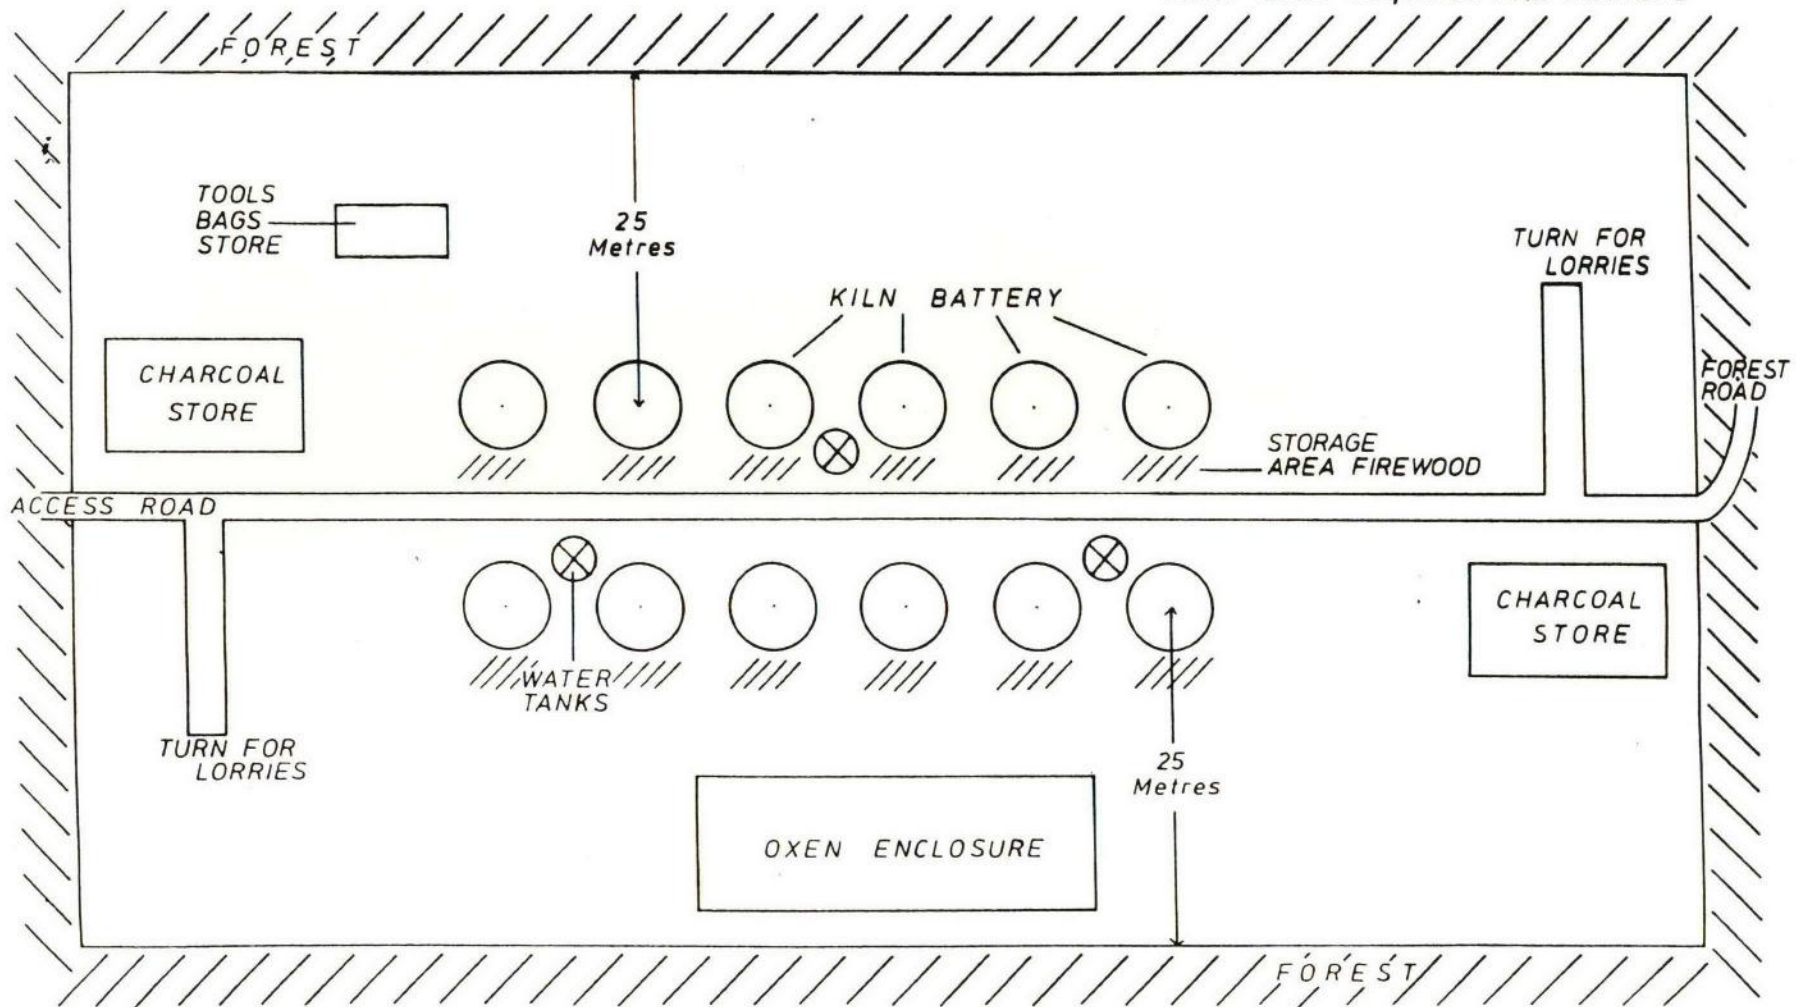 FOREST
TOOLS
BAGS
STORE
25
Metres
TURN FOR
LORRIES
KILN BATTERY
CHARCOAL
STORE
FOREST
ROAD
STORAGE
AREA FIREWOOD
ACCESS ROAD
CHARCOAL
STORE
WATER
TANKS
TURN FOR
LORRIES
25
Metres
OXEN ENCLOSURE
FOREST